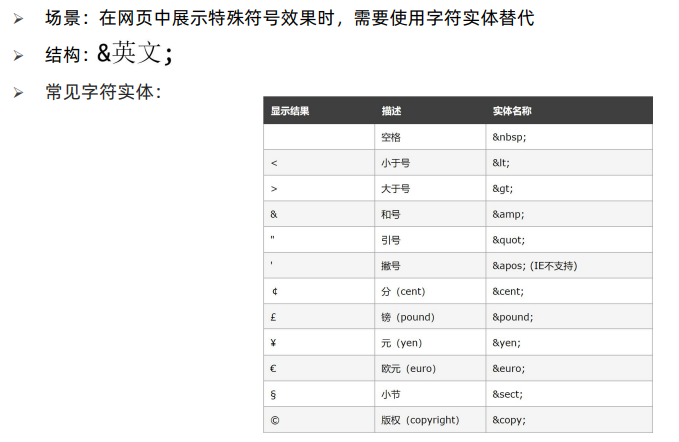 场景：在网页中展示特殊符号效果时，需要使用字符实体替代
结构：&英文；
常见字符实体：
显示结果 描述 实体名称
空格 &nbsp;
< 小于号 &lt;
> 大于号 &gt;
& 和号 &amp;
" 引号 &quot;
' 撇号 &apos; (IE不支持)
￠ 分（cent） &cent;
£ 镑（pound） &pound;
¥ 元（yen） &yen;
€ 欧元（euro） &euro;
§ 小节 &sect;
© 版权（copyright） &copy;